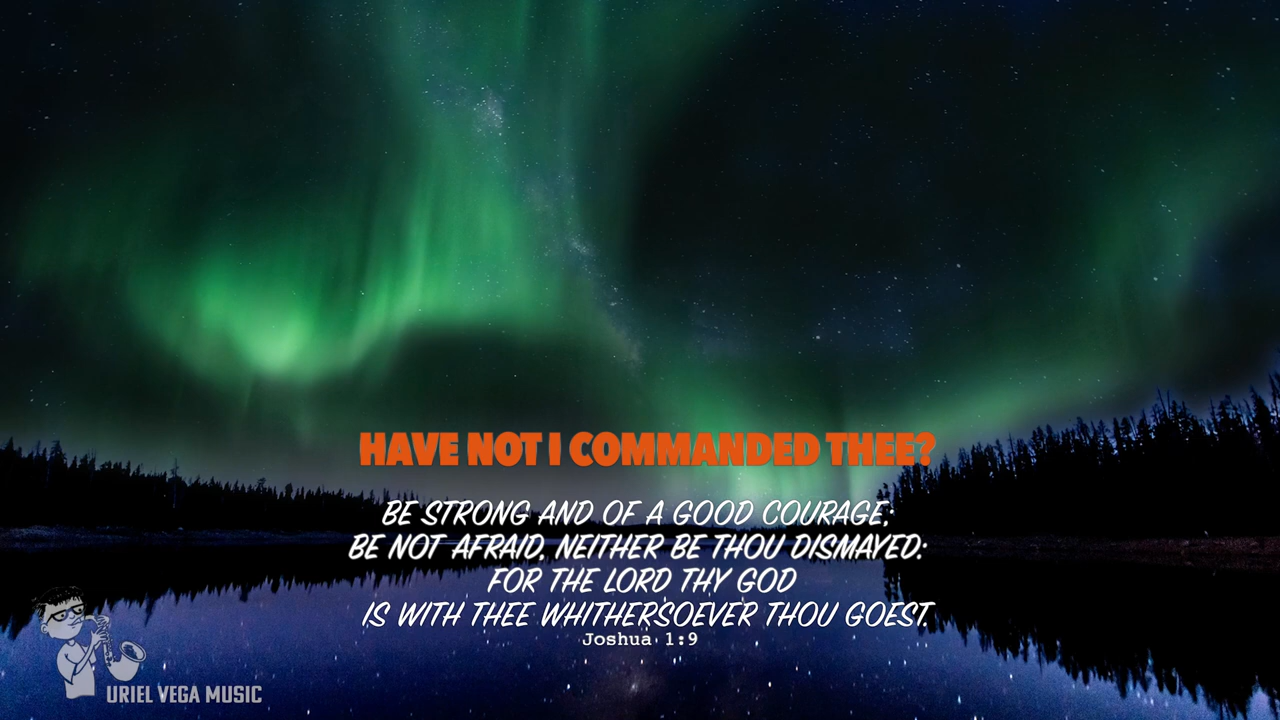 HAVE NOT I COMMANDED THEE?
BE STRONG AND OF A GOOD COURAGE;
BE NOT AFRAID, NEITHER BE THOU DISMAYED:
FOR THE LORD THY GOD
IS WITH THEE WHITHERSOEVER THOU GOEST.
Joshua 1:9
URIEL VEGA MUSIC